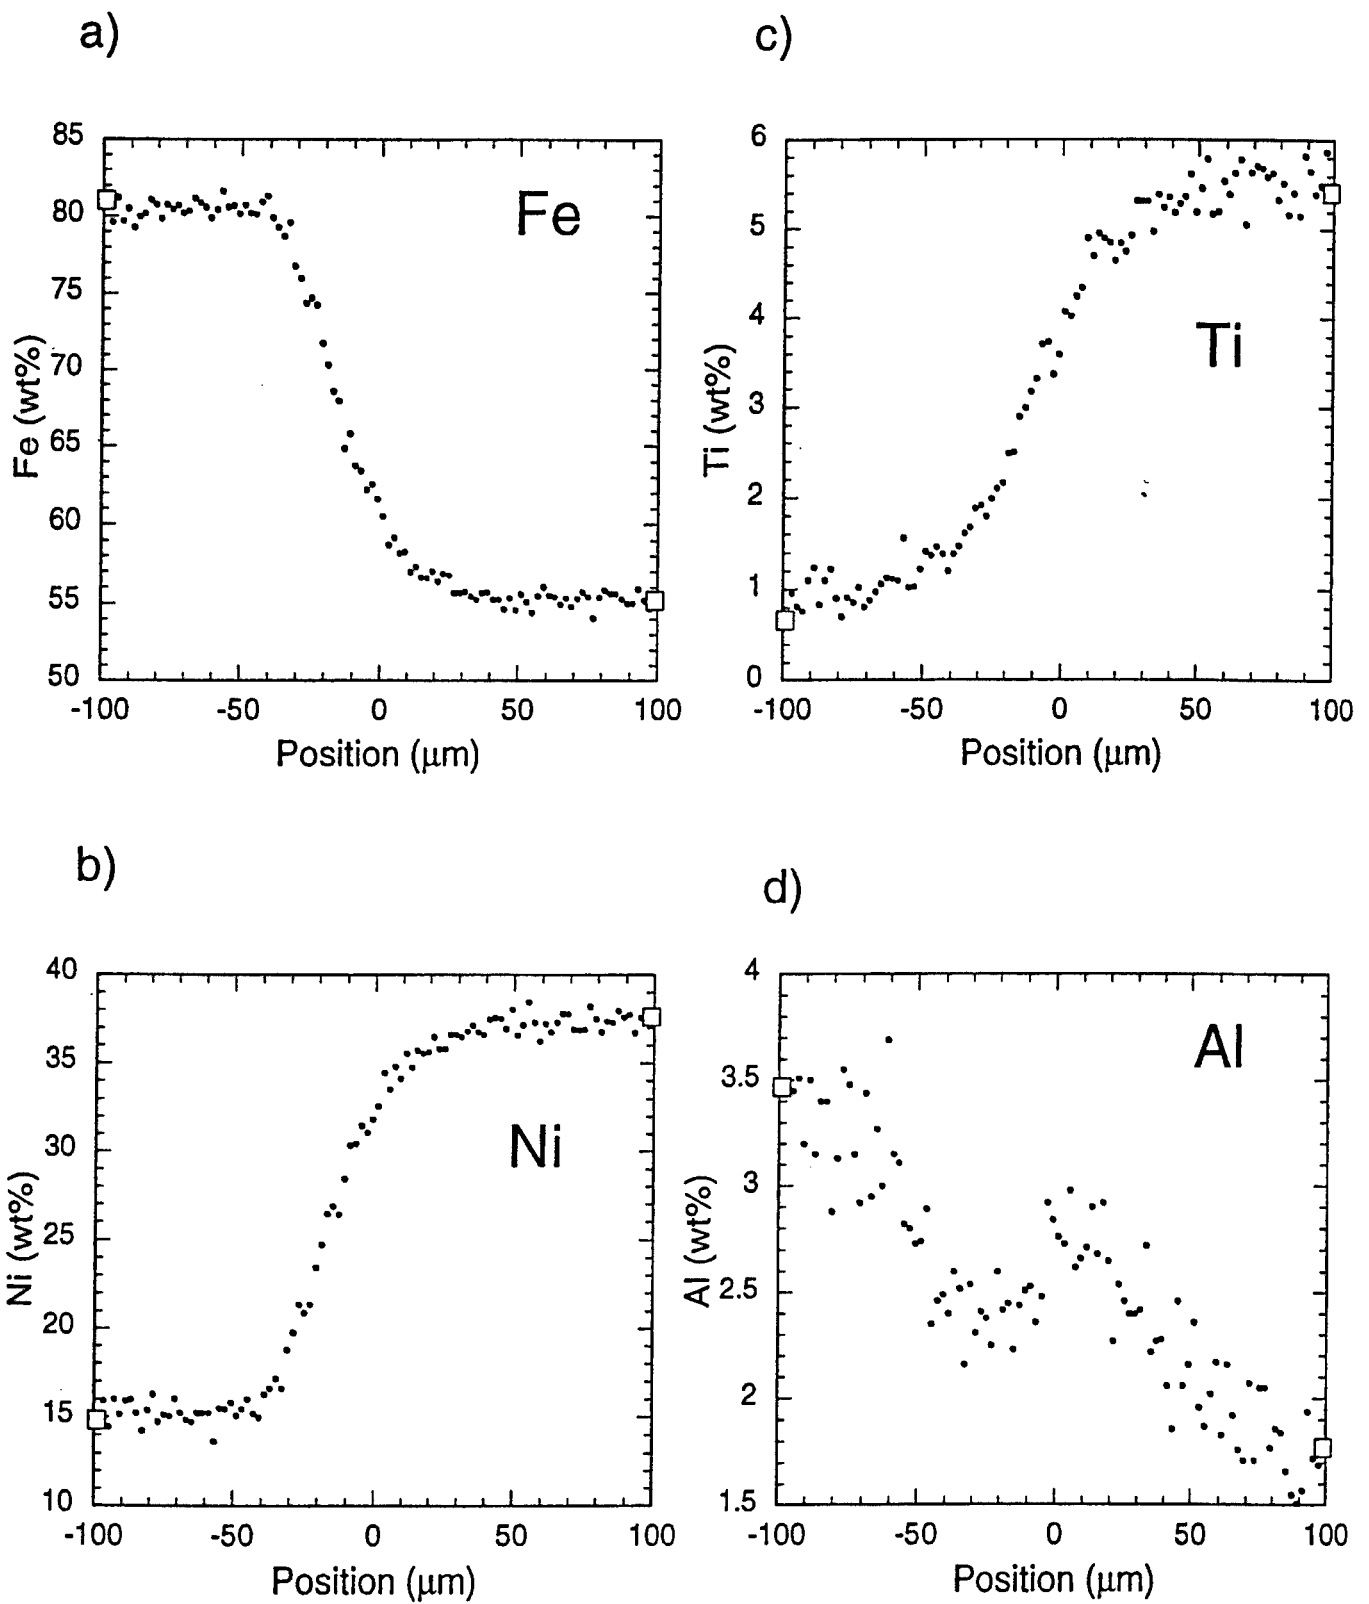 a)
85
80
75
70
65
60
55
50
Fe (wt%)
Fe
-100 -50 0 50 100
Position (μm)
c)
6
5
4
3
2
1
0
Ti (wt%)
Ti
-100 -50 0 50 100
Position (μm)
b)
40
35
30
25
20
15
10
Ni (wt%)
Ni
-100 -50 0 50 100
Position (μm)
d)
4
3.5
3
2.5
2
1.5
Al (wt%)
Al
-100 -50 0 50 100
Position (μm)